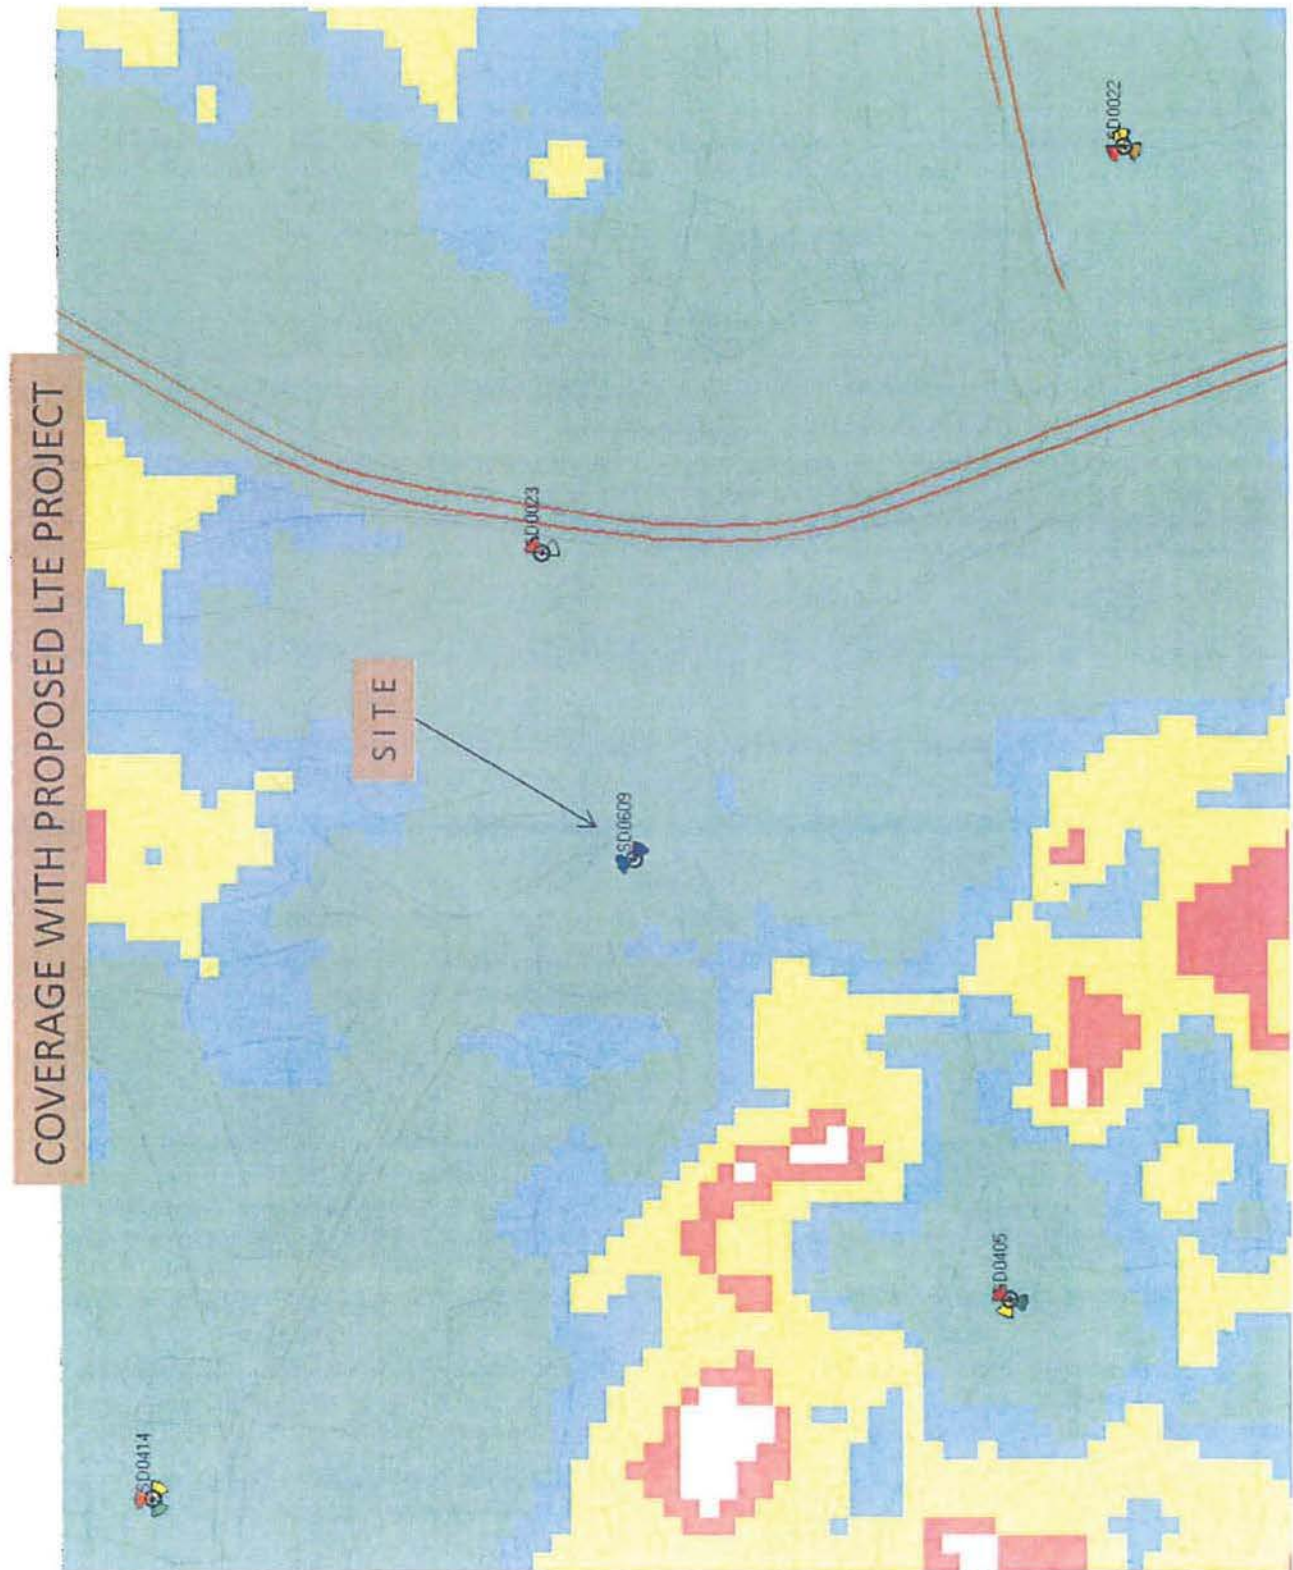 COVERAGE WITH PROPOSED LTE PROJECT
SITE
SD0414
SD0405
SD0609
SD0023
SD0022